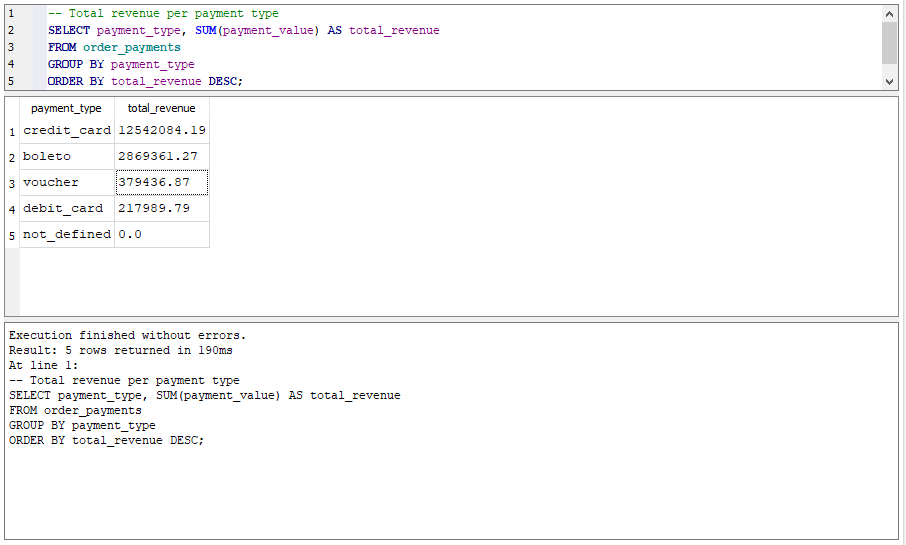 1 -- Total revenue per payment type
2 SELECT payment_type, SUM(payment_value) AS total_revenue
3 FROM order_payments
4 GROUP BY payment_type
5 ORDER BY total_revenue DESC;
payment_type total_revenue
1 credit_card 12542084.19
2 boleto 2869361.27
3 voucher 379436.87
4 debit_card 217989.79
5 not_defined 0.0
Execution finished without errors.
Result: 5 rows returned in 190ms
At line 1:
-- Total revenue per payment type
SELECT payment_type, SUM(payment_value) AS total_revenue
FROM order_payments
GROUP BY payment_type
ORDER BY total_revenue DESC;